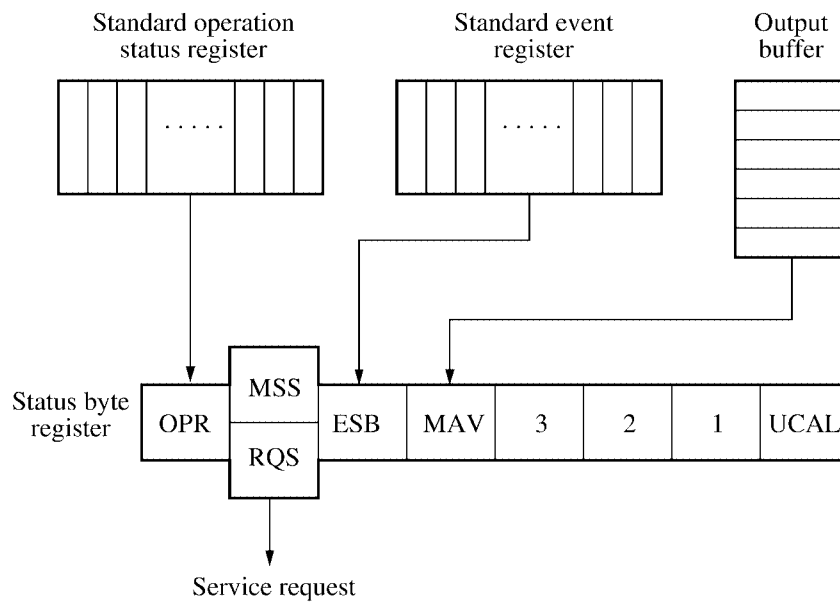 Standard operation
status register
Standard event
register
Output
buffer
.....
.....
Status byte
register
OPR
MSS
RQS
ESB
MAV
3
2
1
UCAL
Service request